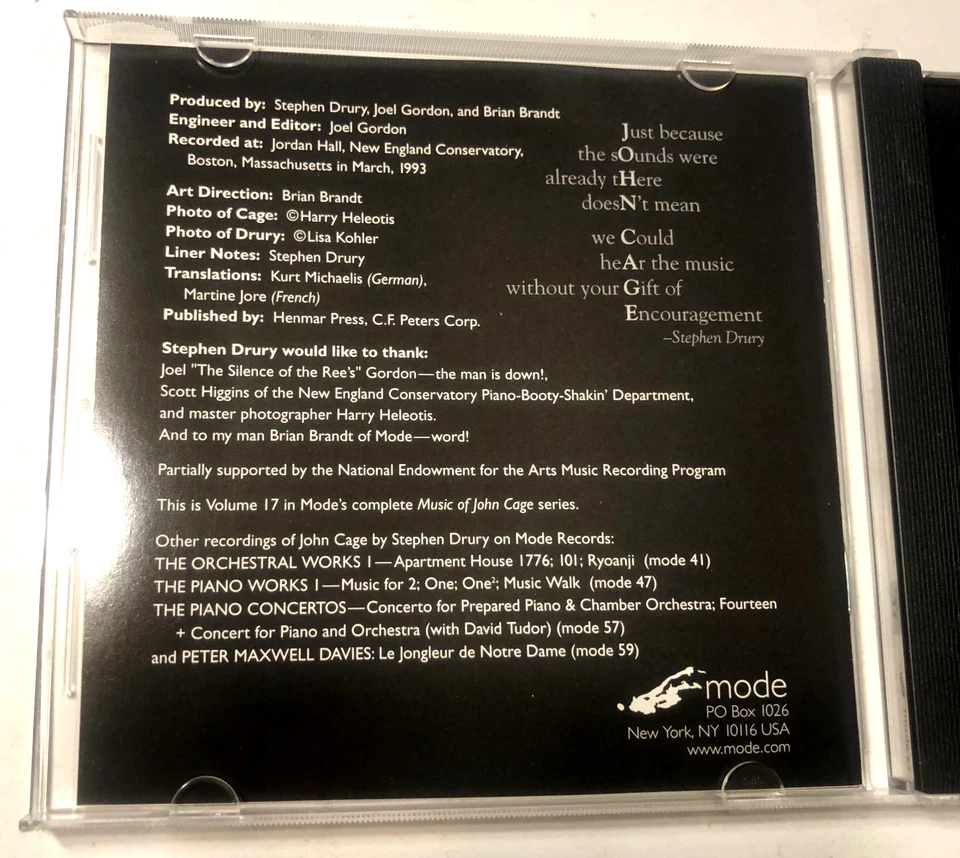 Produced by: Stephen Drury, Joel Gordon, and Brian Brandt
Engineer and Editor: Joel Gordon
Recorded at: Jordan Hall, New England Conservatory,
Boston, Massachusetts in March, 1993
Art Direction: Brian Brandt
Photo of Cage: ©Harry Heleotis
Photo of Drury: ©Lisa Kohler
Liner Notes: Stephen Drury
Translations: Kurt Michaelis (German),
Martine Jore (French)
Published by: Henmar Press, C.F. Peters Corp.
Just because
the sOunds were
already tHere
doesN't mean
we Could
heAr the music
without your Gift of
Encouragement
–Stephen Drury
Stephen Drury would like to thank:
Joel "The Silence of the Ree's" Gordon—the man is down!,
Scott Higgins of the New England Conservatory Piano-Booty-Shakin' Department,
and master photographer Harry Heleotis.
And to my man Brian Brandt of Mode—word!
Partially supported by the National Endowment for the Arts Music Recording Program
This is Volume 17 in Mode's complete Music of John Cage series.
Other recordings of John Cage by Stephen Drury on Mode Records:
THE ORCHESTRAL WORKS I—Apartment House 1776; 101; Ryoanji (mode 41)
THE PIANO WORKS I—Music for 2; One; One²; Music Walk (mode 47)
THE PIANO CONCERTOS—Concerto for Prepared Piano & Chamber Orchestra; Fourteen
+ Concert for Piano and Orchestra (with David Tudor) (mode 57)
and PETER MAXWELL DAVIES: Le Jongleur de Notre Dame (mode 59)
mode
PO Box 1026
New York, NY 10116 USA
www.mode.com